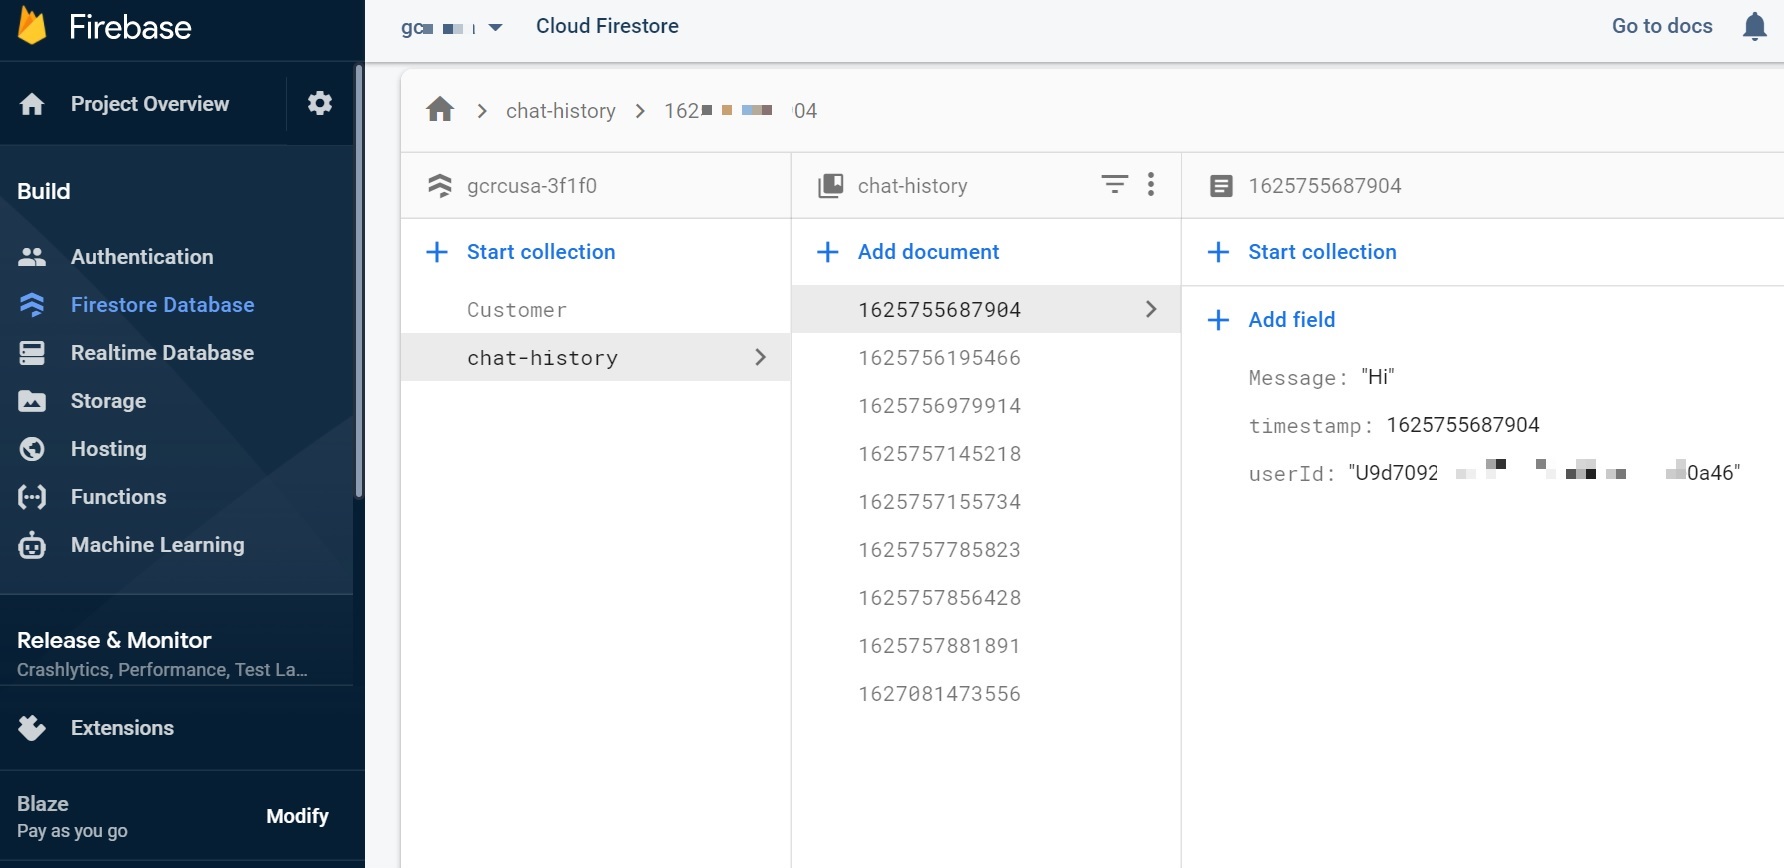 Firebase
Project Overview
Build
Authentication
Firestore Database
Realtime Database
Storage
Hosting
Functions
Machine Learning
Release & Monitor
Crashlytics, Performance, Test La...
Extensions
Blaze
Pay as you go
Modify
gc
Cloud Firestore
Go to docs
chat-history
162 04
gcrcusa-3f1f0
Start collection
Customer
chat-history
chat-history
Add document
1625755687904
1625756195466
1625756979914
1625757145218
1625757155734
1625757785823
1625757856428
1625757881891
1627081473556
1625755687904
Start collection
Add field
Message: "Hi"
timestamp: 1625755687904
userId: "U9d7092 0a46"